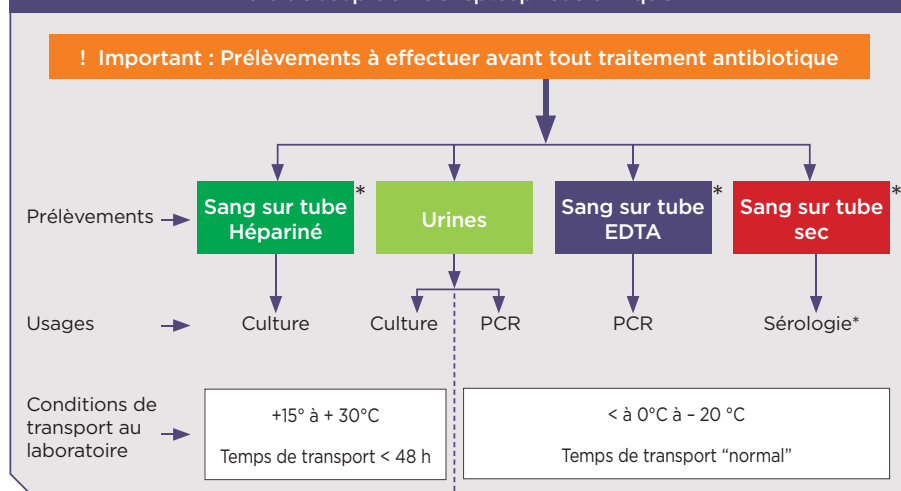 ! Important : Prélèvements à effectuer avant tout traitement antibiotique
Prélèvements
Sang sur tube
Hépariné
*
Urines
Sang sur tube
EDTA
*
Sang sur tube
sec
*
Usages
Culture
Culture
PCR
PCR
Sérologie*
Conditions de
transport au
laboratoire
+15° à + 30°C
Temps de transport < 48 h
< à 0°C à – 20 °C
Temps de transport “normal”